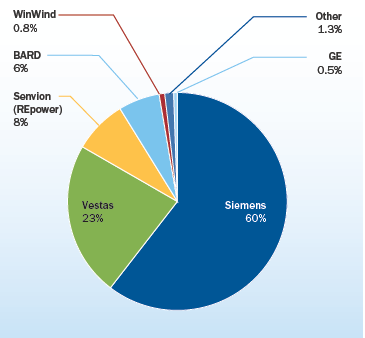 WinWind
0.8%
BARD
6%
Senvion
(REpower)
8%
Vestas
23%
Other
1.3%
GE
0.5%
Siemens
60%